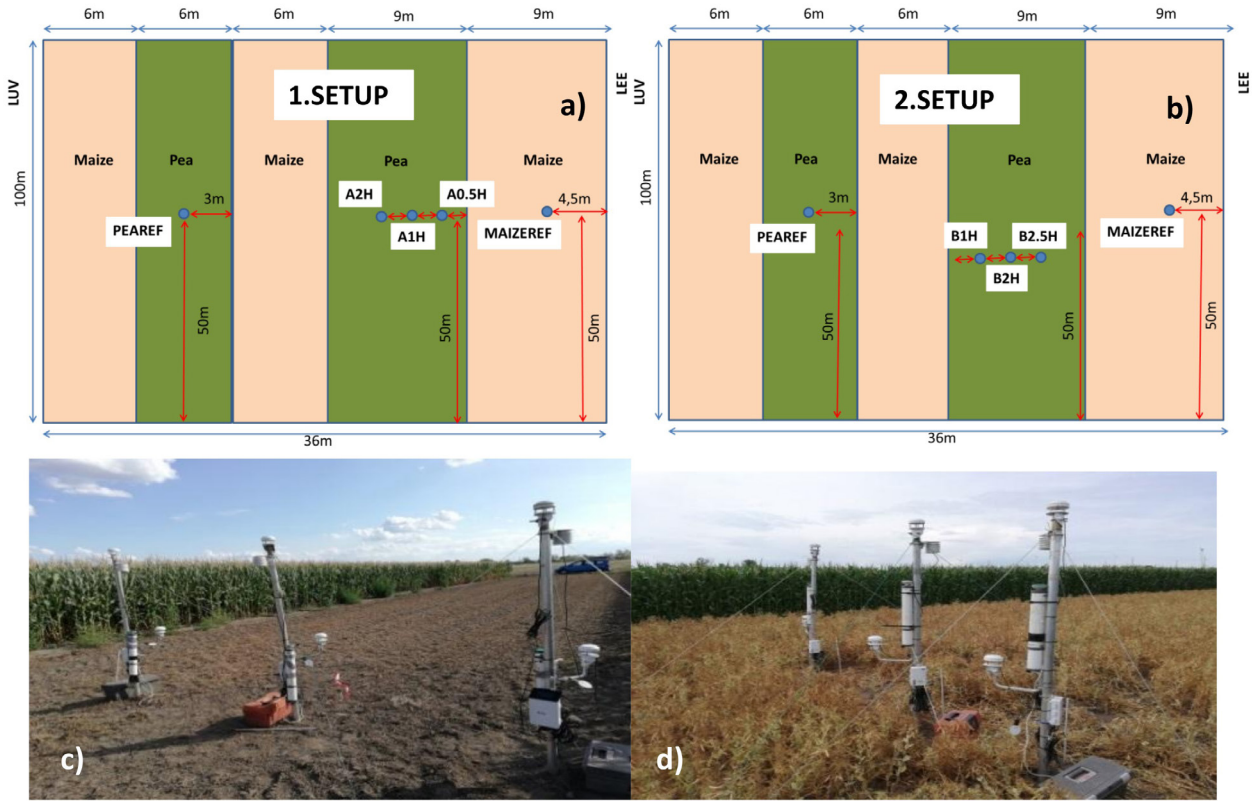 6m 6m 6m 9m 9m
LUV
LEE
1.SETUP
a)
Maize Pea Maize Pea Maize
100m
3m
PEAREF
A2H A0.5H
A1H
4,5m
MAIZEREF
50m
50m
50m
36m
6m 6m 6m 9m 9m
LUV
LEE
2.SETUP
b)
Maize Pea Maize Pea Maize
100m
3m
PEAREF
B1H B2.5H
B2H
4,5m
MAIZEREF
50m
50m
50m
36m
c)
d)